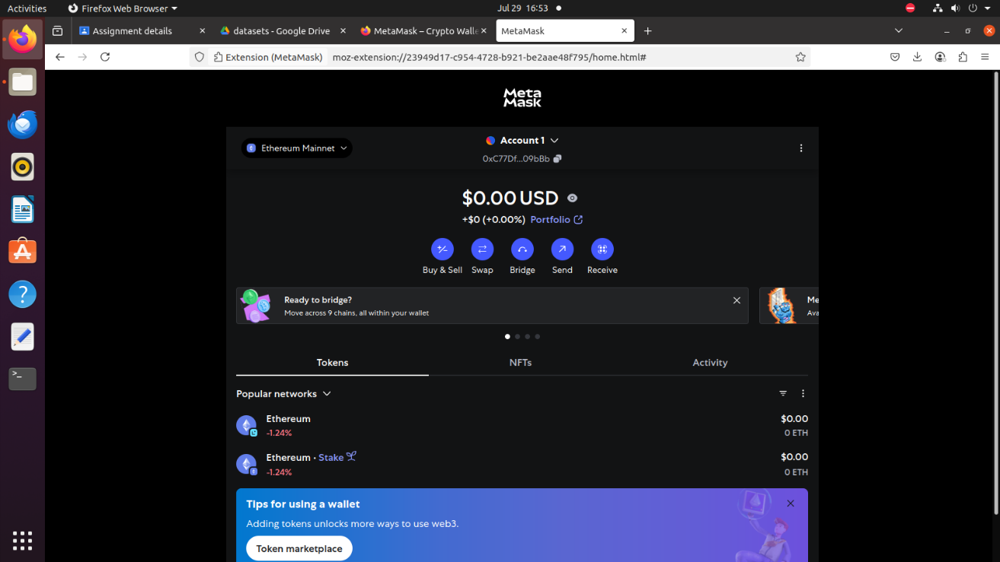 Activities
Firefox Web Browser
Jul 29 16:53
Assignment details
datasets - Google Drive
MetaMask – Crypto Walle
MetaMask
Extension (MetaMask)
moz-extension://23949d17-c954-4728-b921-be2aae48f795/home.html#
Meta
Mask
Ethereum Mainnet
Account 1
0xC77Df...09bBb
$0.00 USD
+$0 (+0.00%) Portfolio
Buy & Sell
Swap
Bridge
Send
Receive
Ready to bridge?
Move across 9 chains, all within your wallet
Me
Ava
Tokens
NFTs
Activity
Popular networks
Ethereum
$0.00
-1.24%
0 ETH
Ethereum • Stake
$0.00
-1.24%
0 ETH
Tips for using a wallet
Adding tokens unlocks more ways to use web3.
Token marketplace